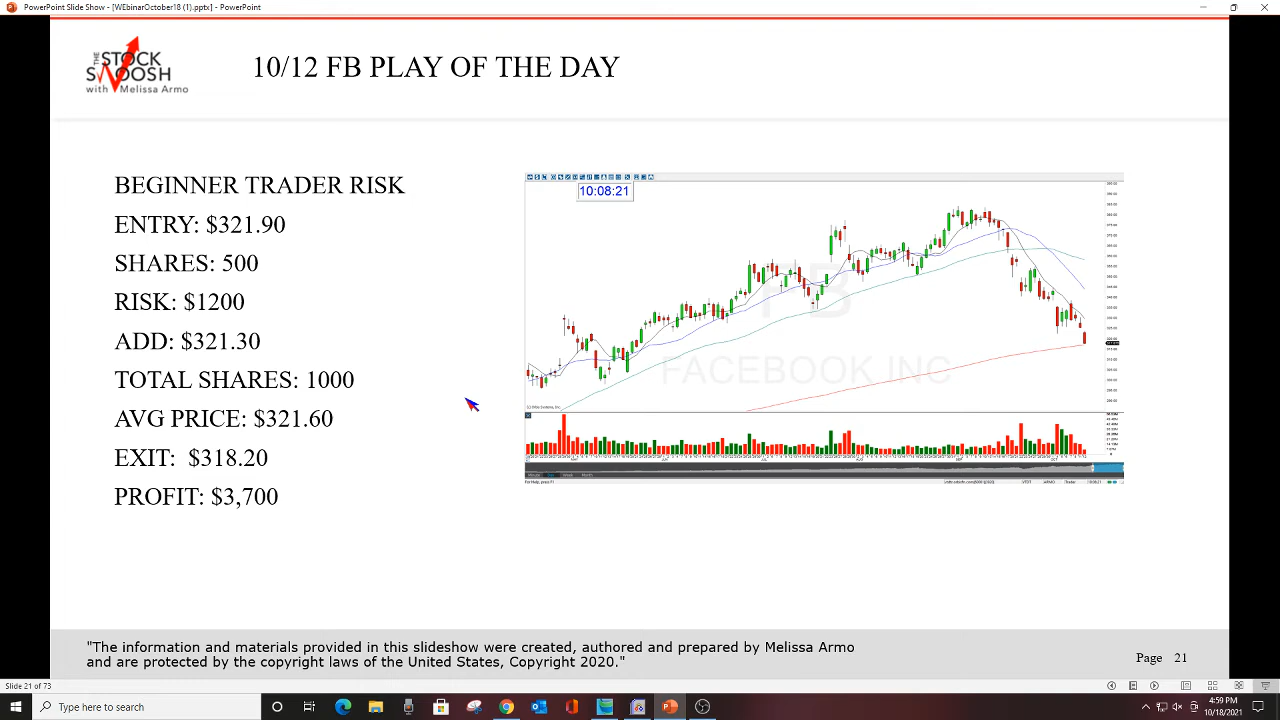 PowerPoint Slide Show - [WEbinarOctober18 (1).pptx] - PowerPoint
THE
STOCK
SWOOSH
with Melissa Armo
10/12 FB PLAY OF THE DAY
BEGINNER TRADER RISK
ENTRY: $321.90
SHARES: 500
RISK: $1200
ADD: $321.30
TOTAL SHARES: 1000
AVG PRICE: $321.60
EXIT: $318.20
PROFIT: $3,700
10:08:21
FB
FACEBOOK INC
For Help, press F1
"The information and materials provided in this slideshow were created, authored and prepared by Melissa Armo
and are protected by the copyright laws of the United States, Copyright 2020."
Page 21
Slide 21 of 73
Type here to search
4:59 PM
10/18/2021